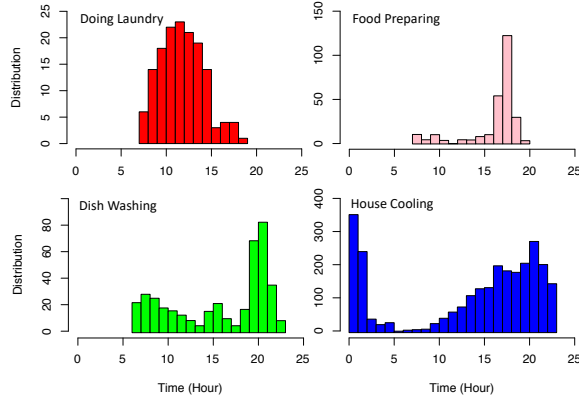 Doing Laundry
Food Preparing
Distribution
0 5 10 15 20 25
0 50 100 150
0 5 10 15 20 25
0 5 10 15 20 25
Dish Washing
House Cooling
Distribution
0 20 40 60 80
0 100 200 300 400
0 5 10 15 20 25
0 5 10 15 20 25
Time (Hour)
Time (Hour)